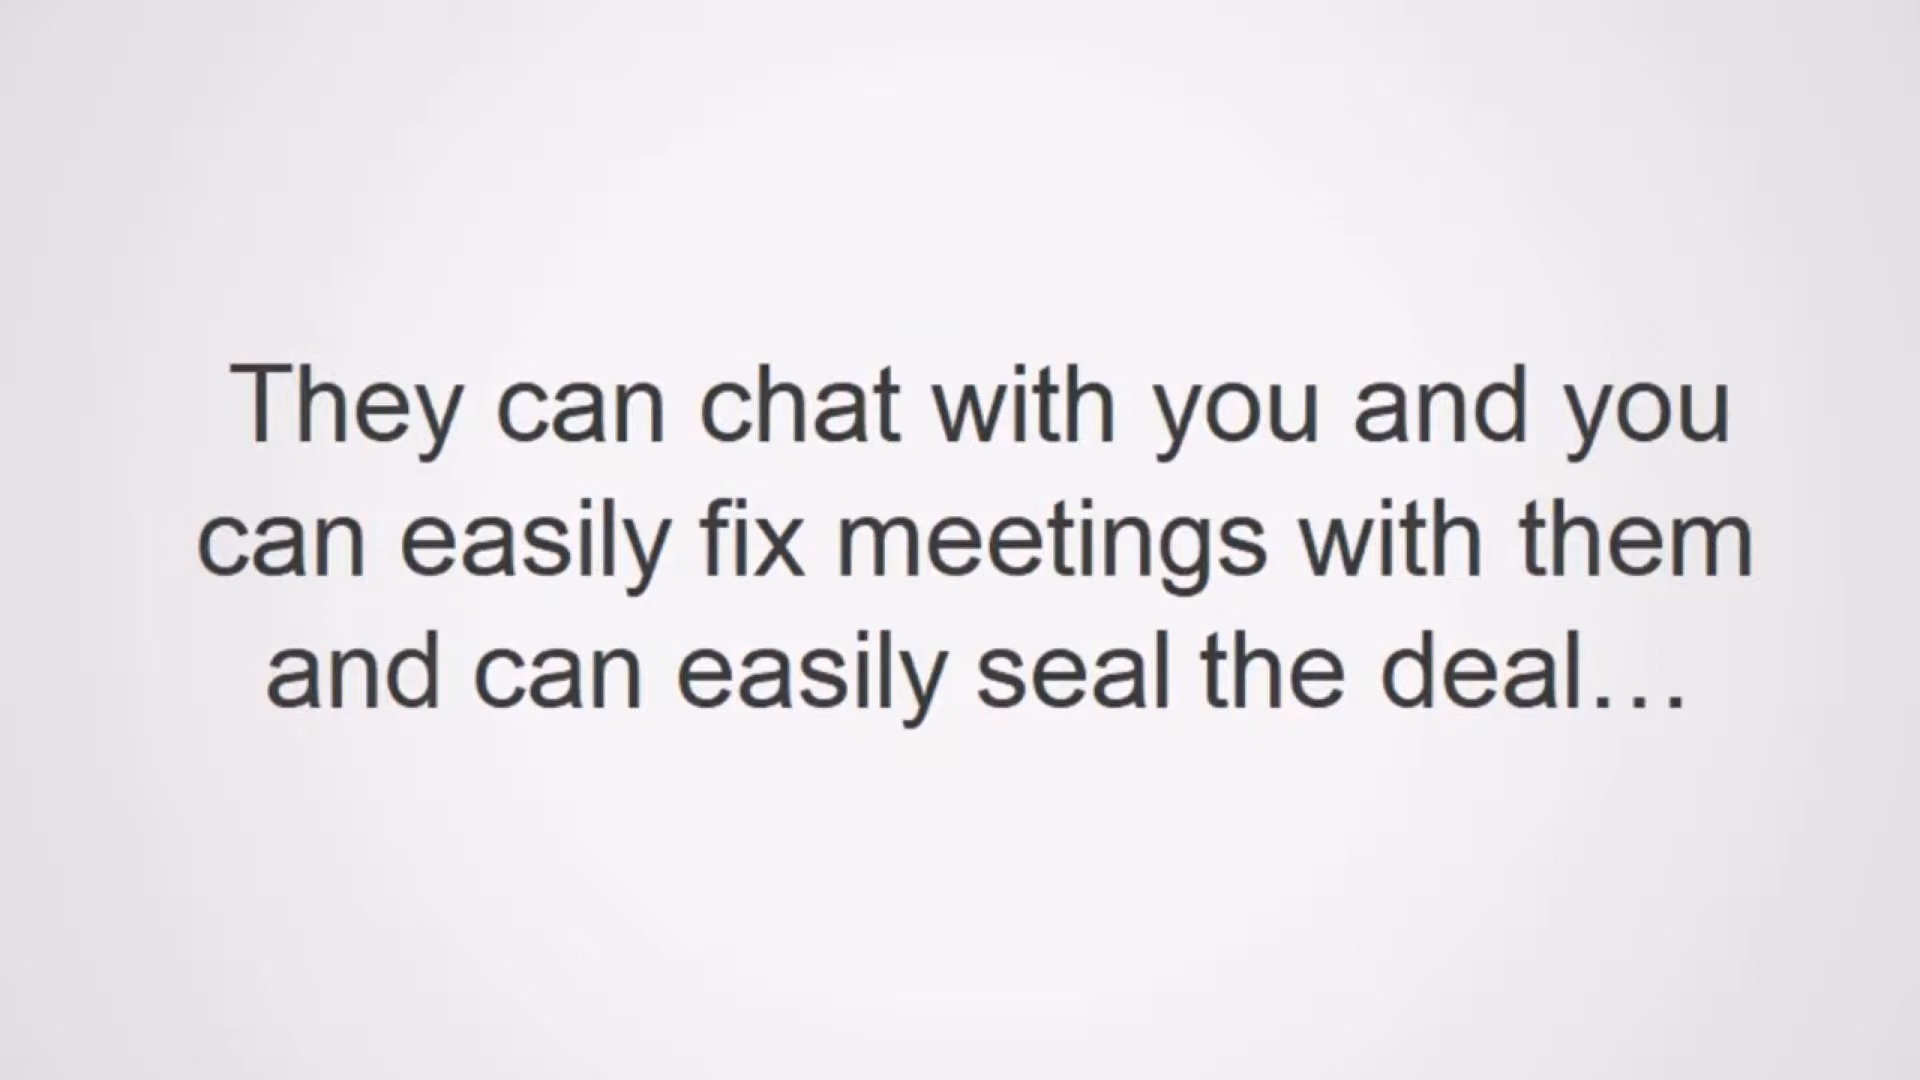 They can chat with you and you
can easily fix meetings with them
and can easily seal the deal…